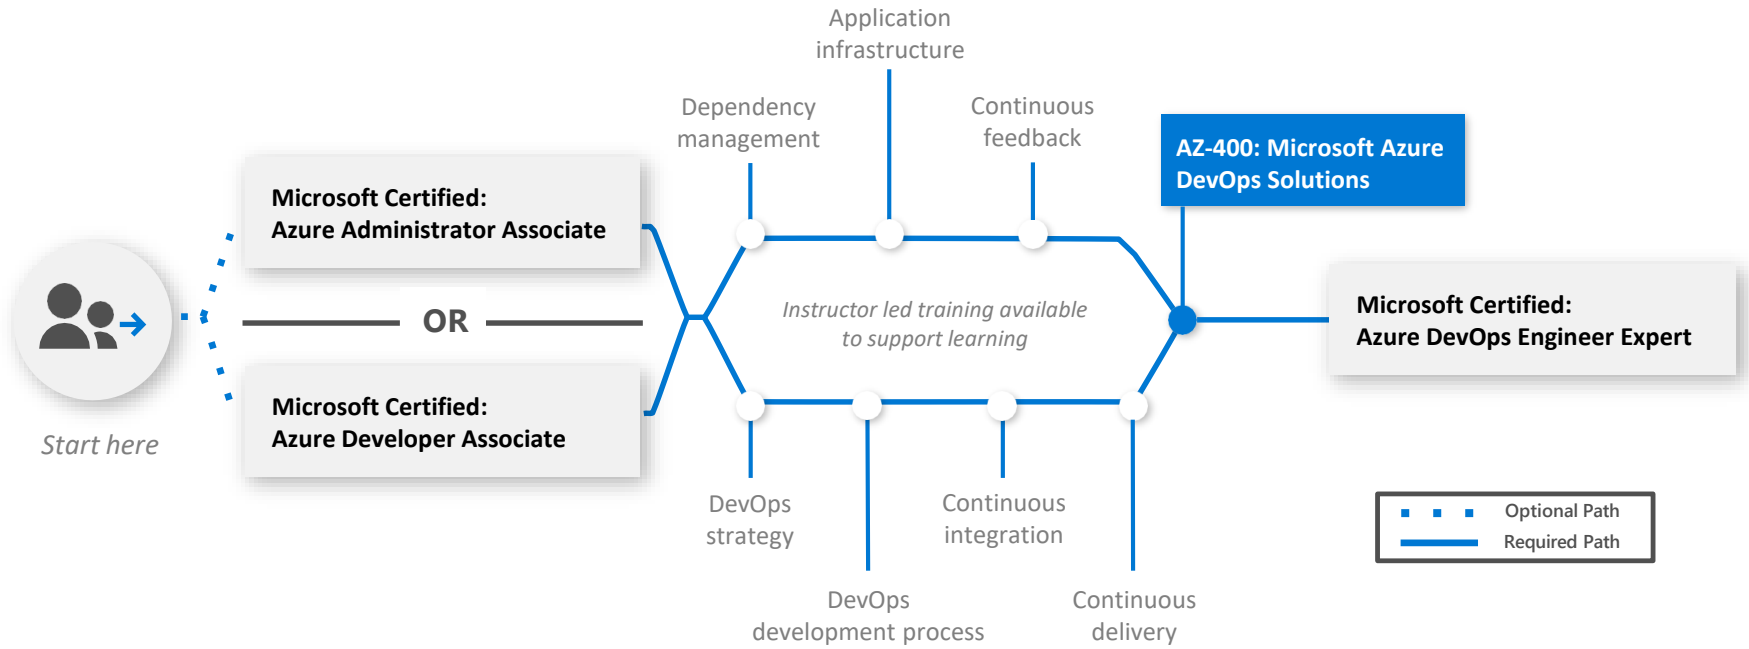 Start here
Microsoft Certified:
Azure Administrator Associate
OR
Microsoft Certified:
Azure Developer Associate
Dependency
management
Application
infrastructure
Continuous
feedback
Instructor led training available
to support learning
DevOps
strategy
DevOps
development process
Continuous
integration
Continuous
delivery
AZ-400: Microsoft Azure
DevOps Solutions
Microsoft Certified:
Azure DevOps Engineer Expert
Optional Path
Required Path